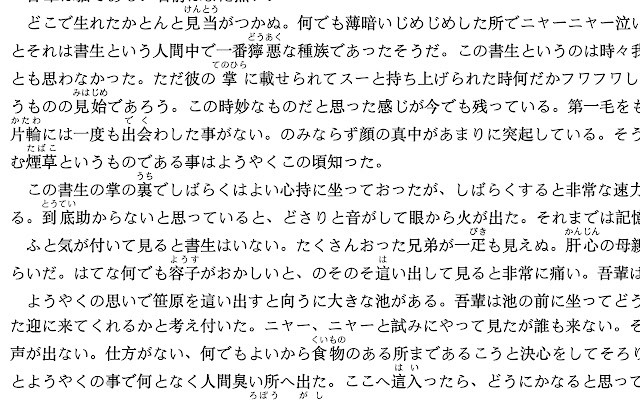 どこで生れたかとんと見当がつかぬ。何でも薄暗いじめじめした所でニャーニャー泣い
とそれは書生という人間中で一番獰悪な種族であったそうだ。この書生というのは時々我
とも思わなかった。ただ彼の掌に載せられてスーと持ち上げられた時何だかフワフワし
うものの見始であろう。この時妙なものだと思った感じが今でも残っている。第一毛をも
片輪には一度も出会わした事がない。のみならず顔の真中があまりに突起している。そう
む煙草というものである事はようやくこの頃知った。
この書生の掌の裏でしばらくはよい心持に坐っておったが、しばらくすると非常な速力
る。到底助からないと思っていると、どさりと音がして眼から火が出た。それまでは記憶
ふと気が付いて見ると書生はいない。たくさんおった兄弟が一疋も見えぬ。肝心の母親
らいだ。はてな何でも容子がおかしいと、のそのそ這い出して見ると非常に痛い。吾輩は
ようやくの思いで笹原を這い出すと向うに大きな池がある。吾輩は池の前に坐ってどう
た迎に来てくれるかと考え付いた。ニャー、ニャーと試みにやって見たが誰も来ない。そ
声が出ない。仕方がない、何でもよいから食物のある所まであるこうと決心をしてそろり
とようやくの事で何となく人間臭い所へ出た。ここへ這入ったら、どうにかなると思って